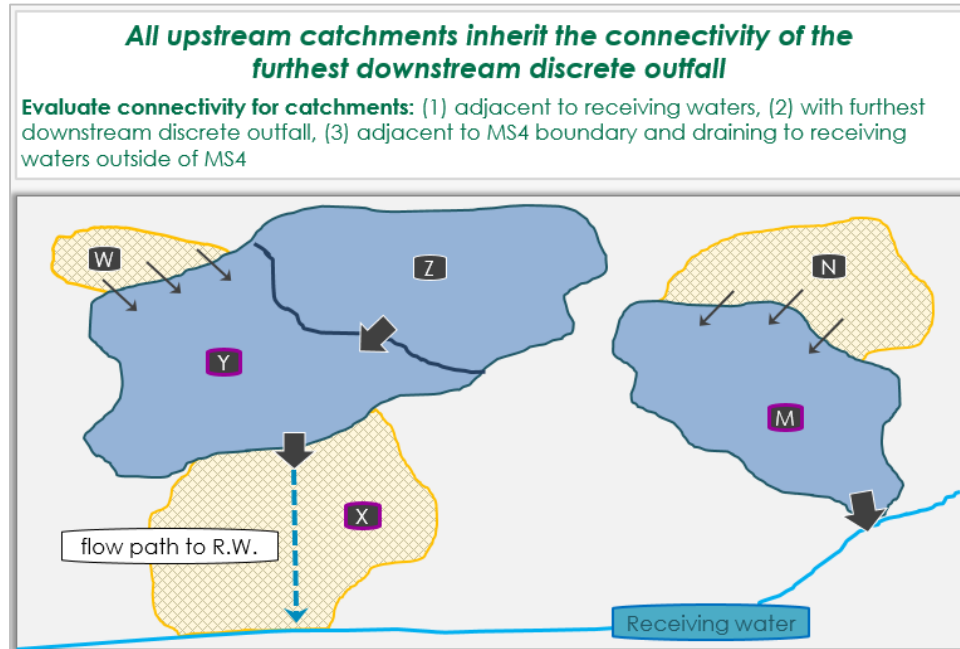 All upstream catchments inherit the connectivity of the
furthest downstream discrete outfall
Evaluate connectivity for catchments: (1) adjacent to receiving waters, (2) with furthest
downstream discrete outfall, (3) adjacent to MS4 boundary and draining to receiving
waters outside of MS4
W
Z
N
Y
M
X
flow path to R.W.
Receiving water